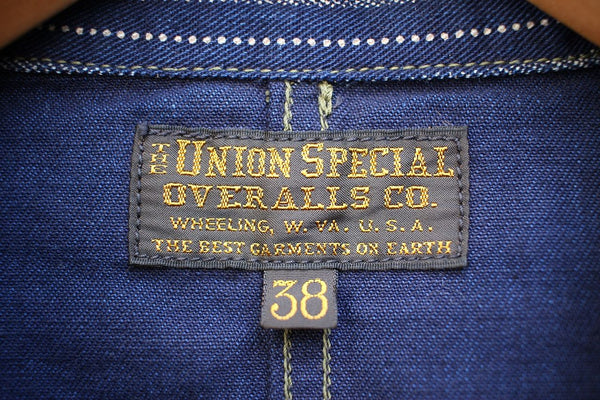 THE UNION SPECIAL
OVERALLS CO.
WHEELING, W. VA. U. S. A.
THE BEST GARMENTS ON EARTH
38